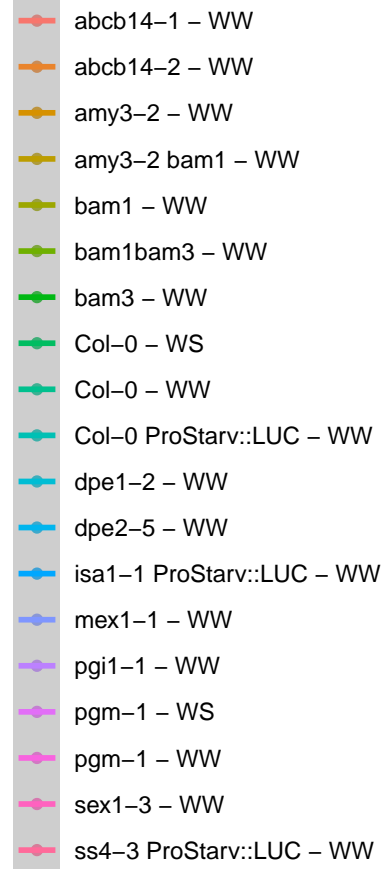 abcb14−1 − WW
abcb14−2 − WW
amy3−2 − WW
amy3−2 bam1 − WW
bam1 − WW
bam1bam3 − WW
bam3 − WW
Col−0 − WS
Col−0 − WW
Col−0 ProStarv::LUC − WW
dpe1−2 − WW
dpe2−5 − WW
isa1−1 ProStarv::LUC − WW
mex1−1 − WW
pgi1−1 − WW
pgm−1 − WS
pgm−1 − WW
sex1−3 − WW
ss4−3 ProStarv::LUC − WW